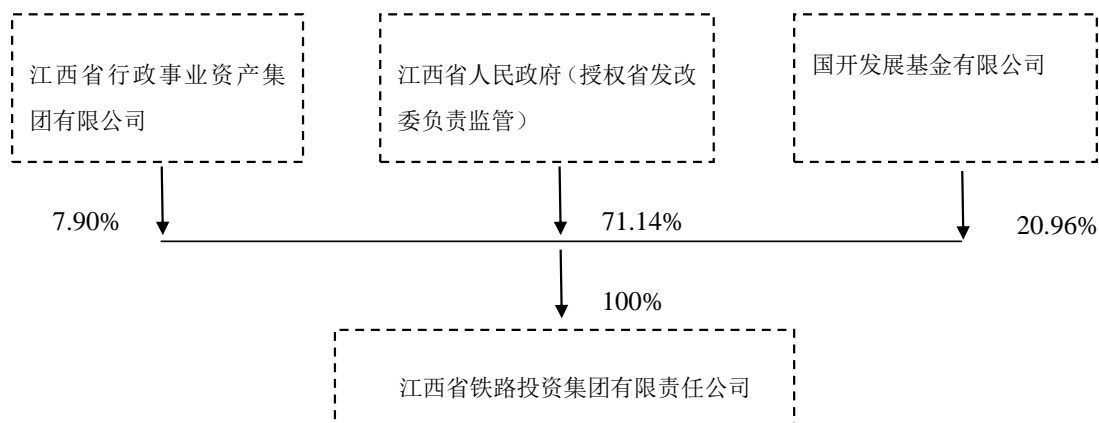 江西省行政事业资产集
团有限公司
江西省人民政府（授权省发改
委负责监管）
国开发展基金有限公司
7.90%
71.14%
20.96%
100%
江西省铁路投资集团有限责任公司